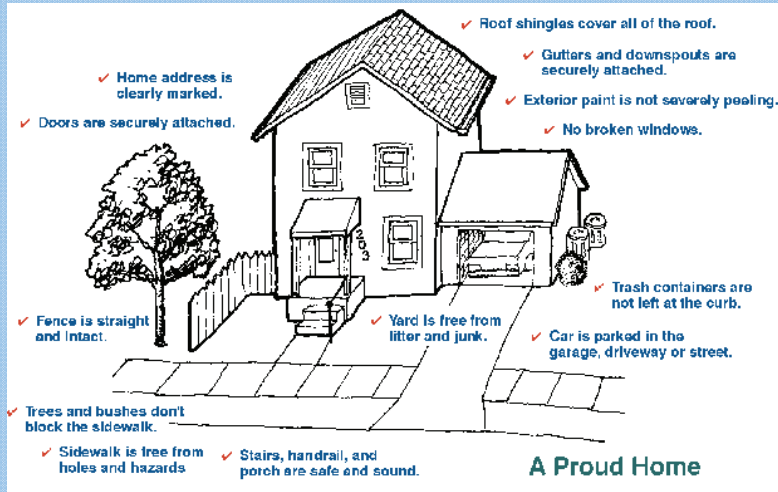 ✓ Roof shingles cover all of the roof.
✓ Gutters and downspouts are
securely attached.
✓ Home address is
clearly marked.
✓ Exterior paint is not severely peeling.
✓ Doors are securely attached.
✓ No broken windows.
203
✓ Trash containers are
not left at the curb.
✓ Fence is straight
and intact.
✓ Yard is free from
litter and junk.
✓ Car is parked in the
garage, driveway or street.
✓ Trees and bushes don't
block the sidewalk.
✓ Sidewalk is free from
holes and hazards
✓ Stairs, handrail, and
porch are safe and sound.
A Proud Home